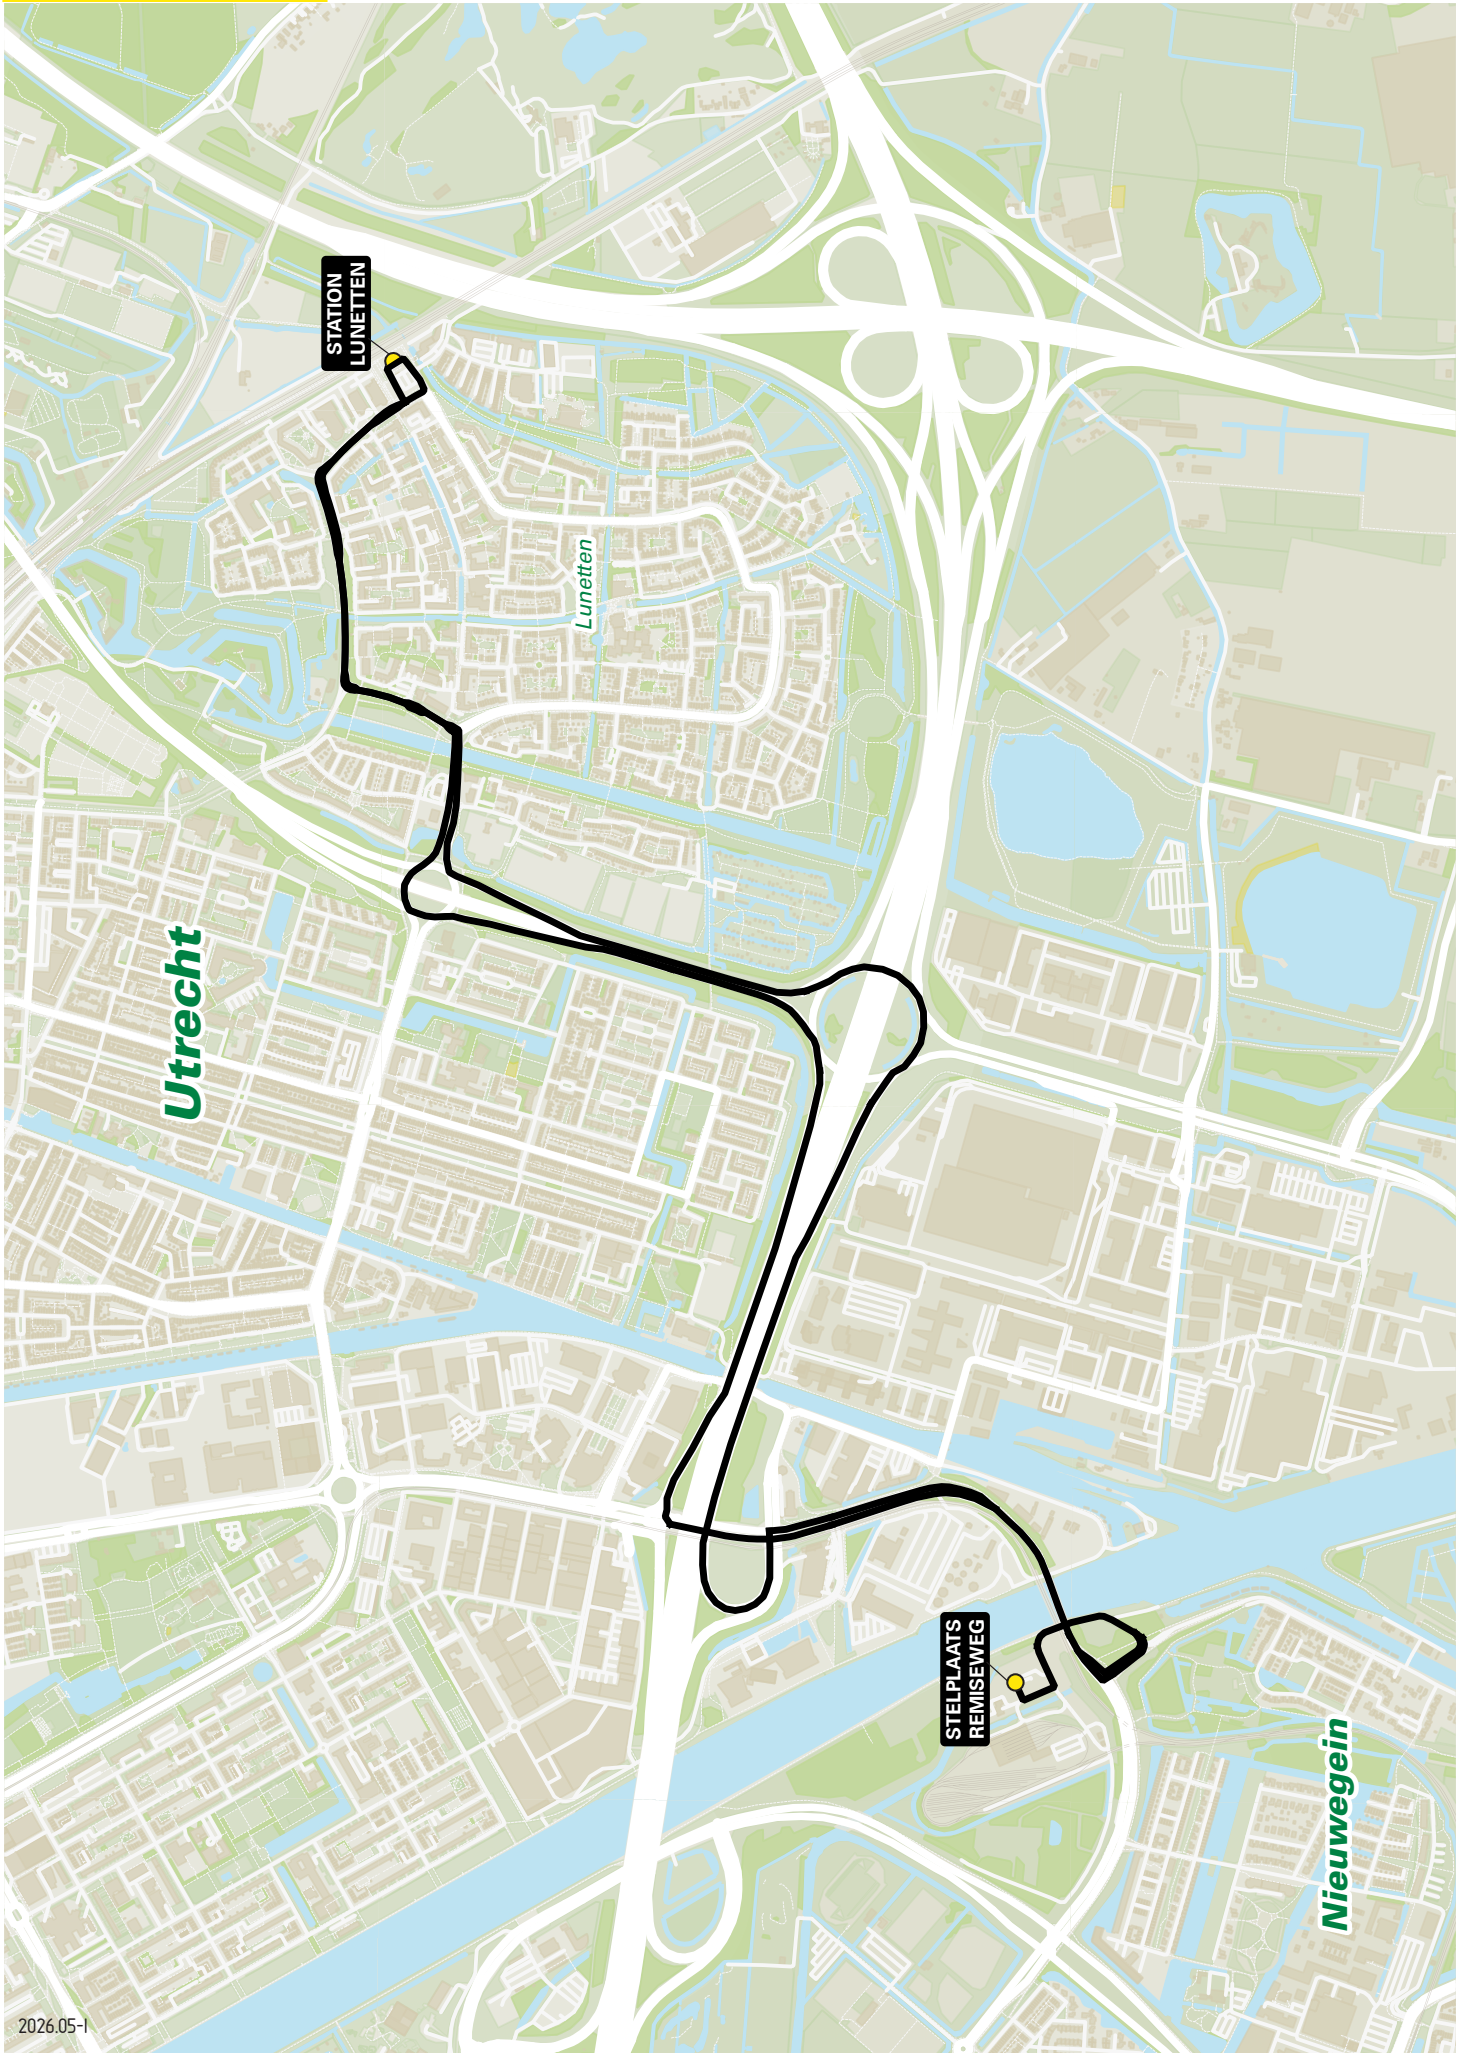 STATION
LUNETTEN
Lunetten
Utrecht
STELPLAATS
REMISEWEG
Nieuwegein
2026.05-I